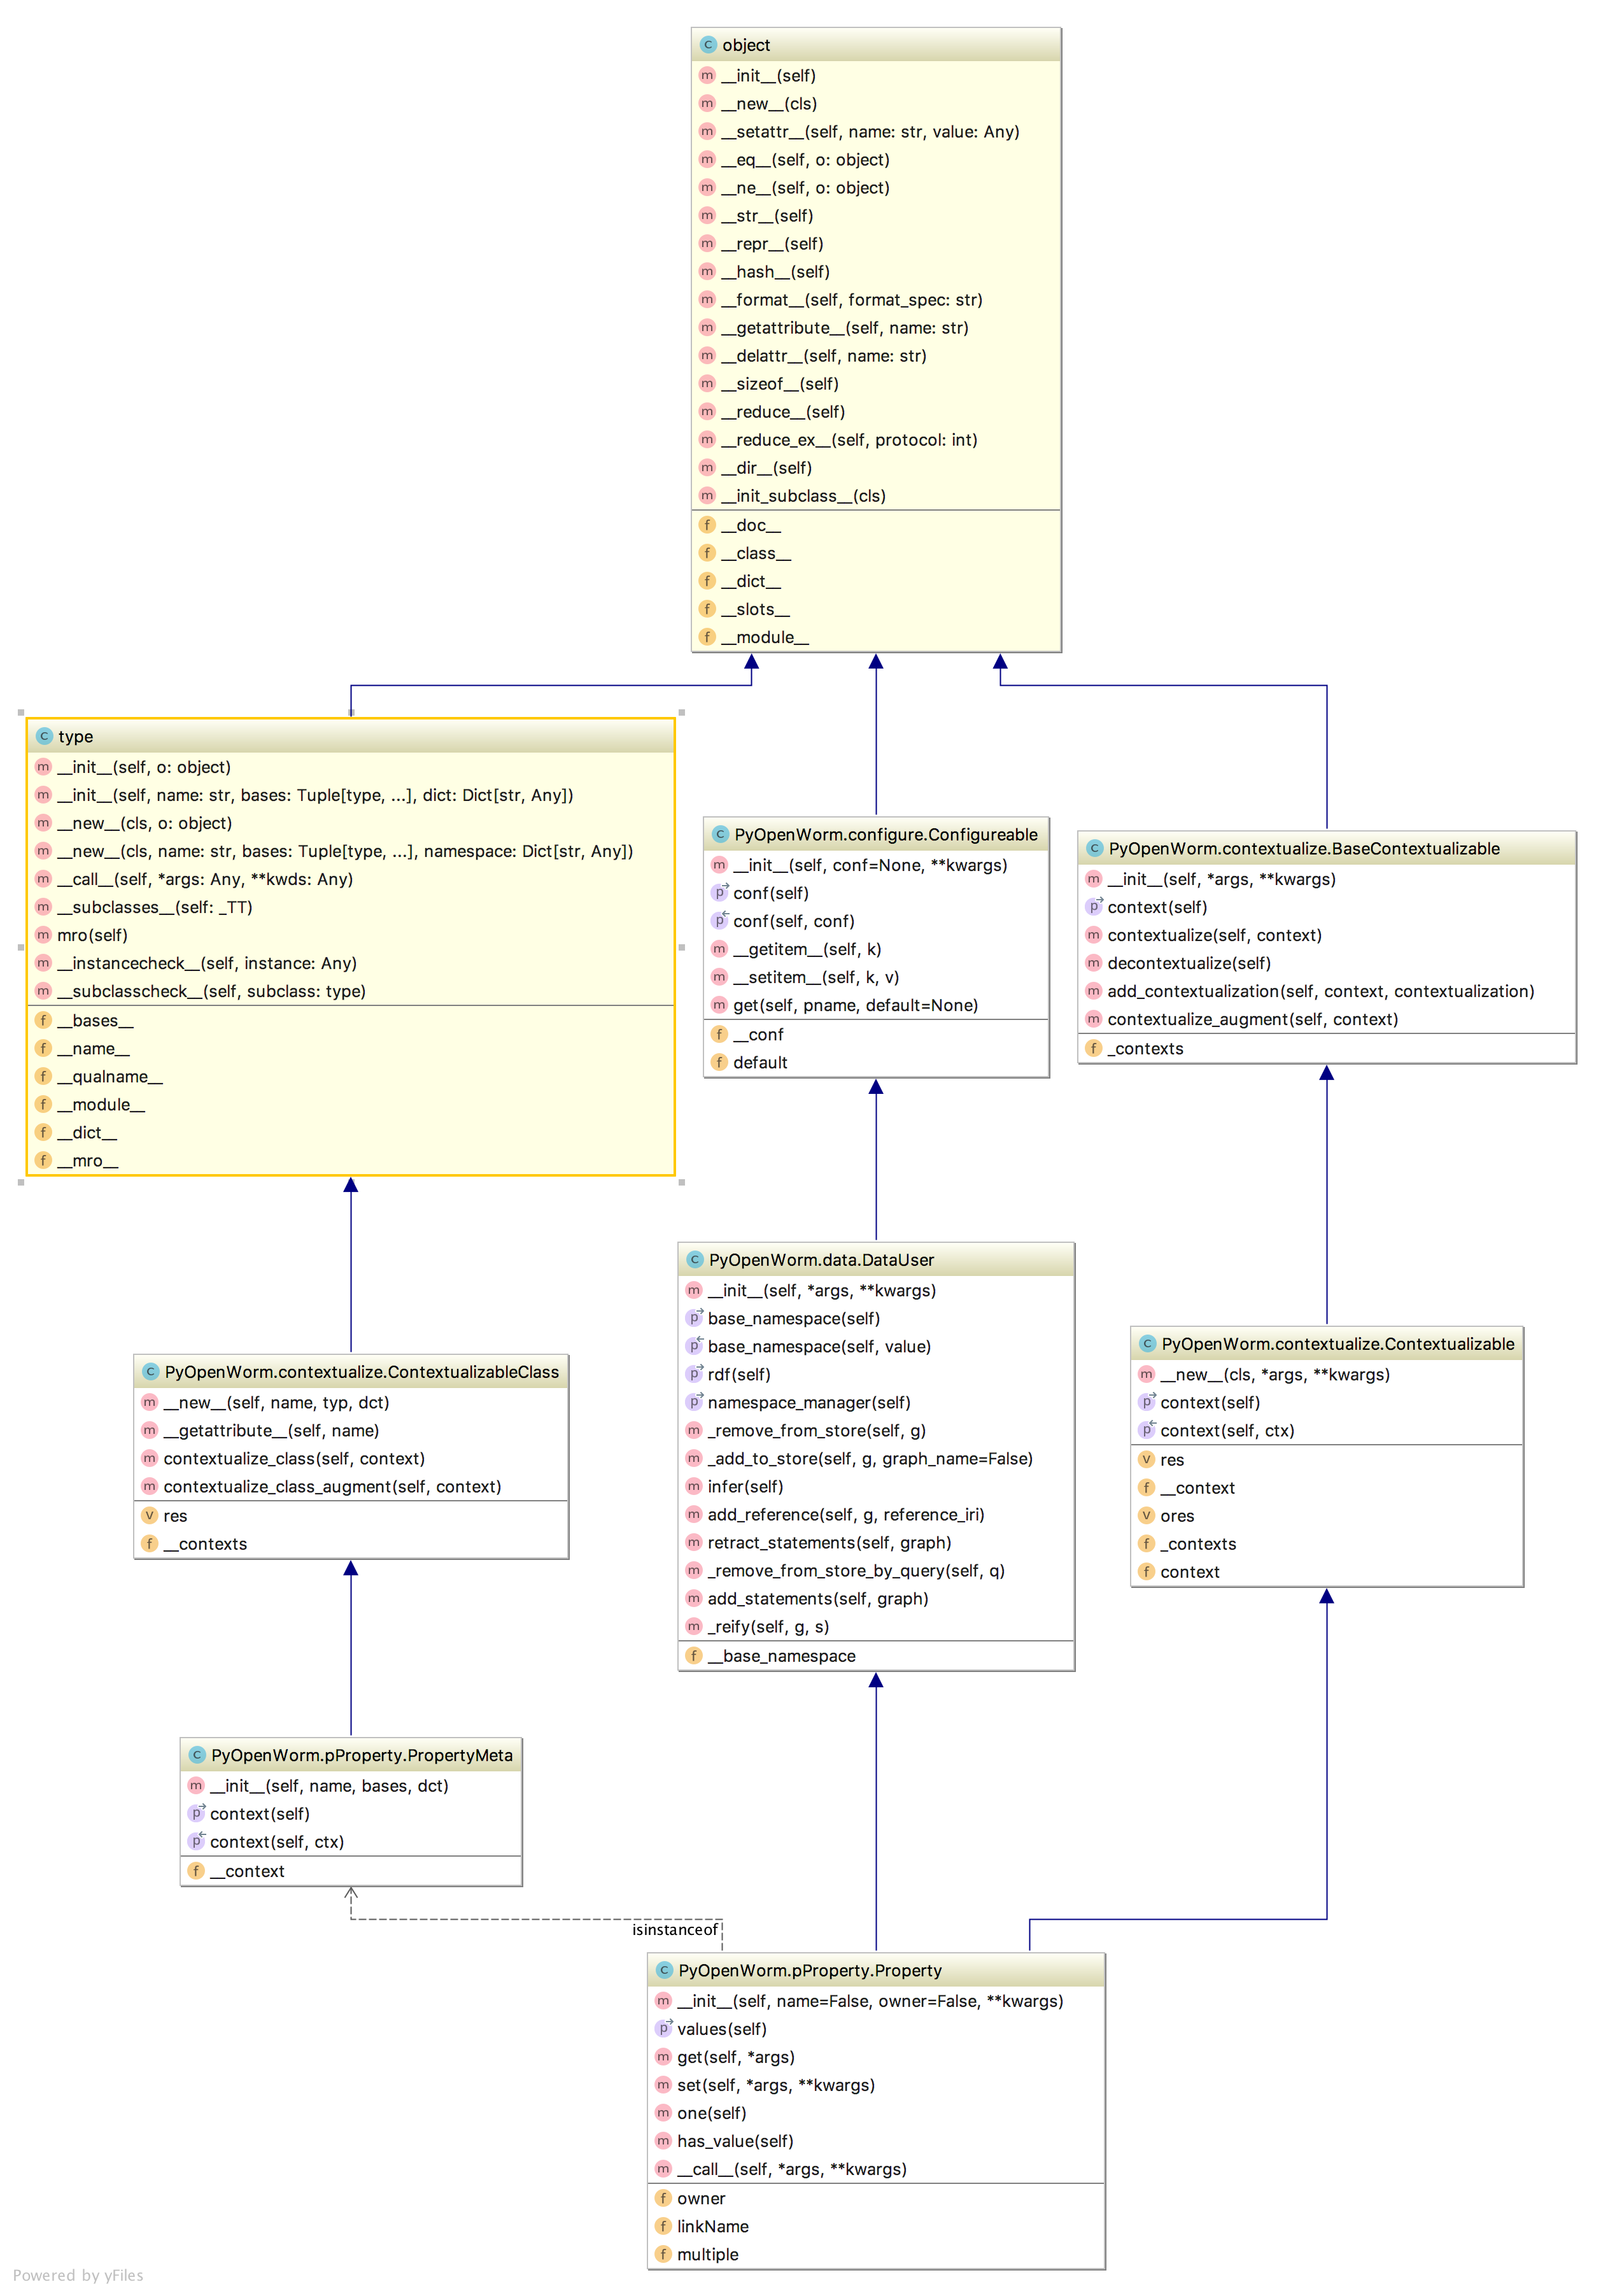 C object
m __init__(self)
m __new__(cls)
m __setattr__(self, name: str, value: Any)
m __eq__(self, o: object)
m __ne__(self, o: object)
m __str__(self)
m __repr__(self)
m __hash__(self)
m __format__(self, format_spec: str)
m __getattribute__(self, name: str)
m __delattr__(self, name: str)
m __sizeof__(self)
m __reduce__(self)
m __reduce_ex__(self, protocol: int)
m __dir__(self)
m __init_subclass__(cls)
f __doc__
f __class__
f __dict__
f __slots__
f __module__
C type
m __init__(self, o: object)
m __init__(self, name: str, bases: Tuple[type, ...], dict: Dict[str, Any])
m __new__(cls, o: object)
m __new__(cls, name: str, bases: Tuple[type, ...], namespace: Dict[str, Any])
m __call__(self, *args: Any, **kwds: Any)
m __subclasses__(self: _TT)
m mro(self)
m __instancecheck__(self, instance: Any)
m __subclasscheck__(self, subclass: type)
f __bases__
f __name__
f __qualname__
f __module__
f __dict__
f __mro__
C PyOpenWorm.configure.Configureable
m __init__(self, conf=None, **kwargs)
p conf(self)
p conf(self, conf)
m __getitem__(self, k)
m __setitem__(self, k, v)
m get(self, pname, default=None)
f __conf
f default
C PyOpenWorm.contextualize.BaseContextualizable
m __init__(self, *args, **kwargs)
p context(self)
m contextualize(self, context)
m decontextualize(self)
m add_contextualization(self, context, contextualization)
m contextualize_augment(self, context)
f _contexts
C PyOpenWorm.contextualize.ContextualizableClass
m __new__(self, name, typ, dct)
m __getattribute__(self, name)
m contextualize_class(self, context)
m contextualize_class_augment(self, context)
v res
f __contexts
C PyOpenWorm.data.DataUser
m __init__(self, *args, **kwargs)
p base_namespace(self)
p base_namespace(self, value)
p rdf(self)
p namespace_manager(self)
m _remove_from_store(self, g)
m _add_to_store(self, g, graph_name=False)
m infer(self)
m add_reference(self, g, reference_iri)
m retract_statements(self, graph)
m _remove_from_store_by_query(self, q)
m add_statements(self, graph)
m _reify(self, g, s)
f __base_namespace
C PyOpenWorm.contextualize.Contextualizable
m __new__(cls, *args, **kwargs)
p context(self)
p context(self, ctx)
v res
f __context
v ores
f _contexts
f context
C PyOpenWorm.pProperty.PropertyMeta
m __init__(self, name, bases, dct)
p context(self)
p context(self, ctx)
f __context
isinstanceof
C PyOpenWorm.pProperty.Property
m __init__(self, name=False, owner=False, **kwargs)
p values(self)
m get(self, *args)
m set(self, *args, **kwargs)
m one(self)
m has_value(self)
m __call__(self, *args, **kwargs)
f owner
f linkName
f multiple
Powered by yFiles